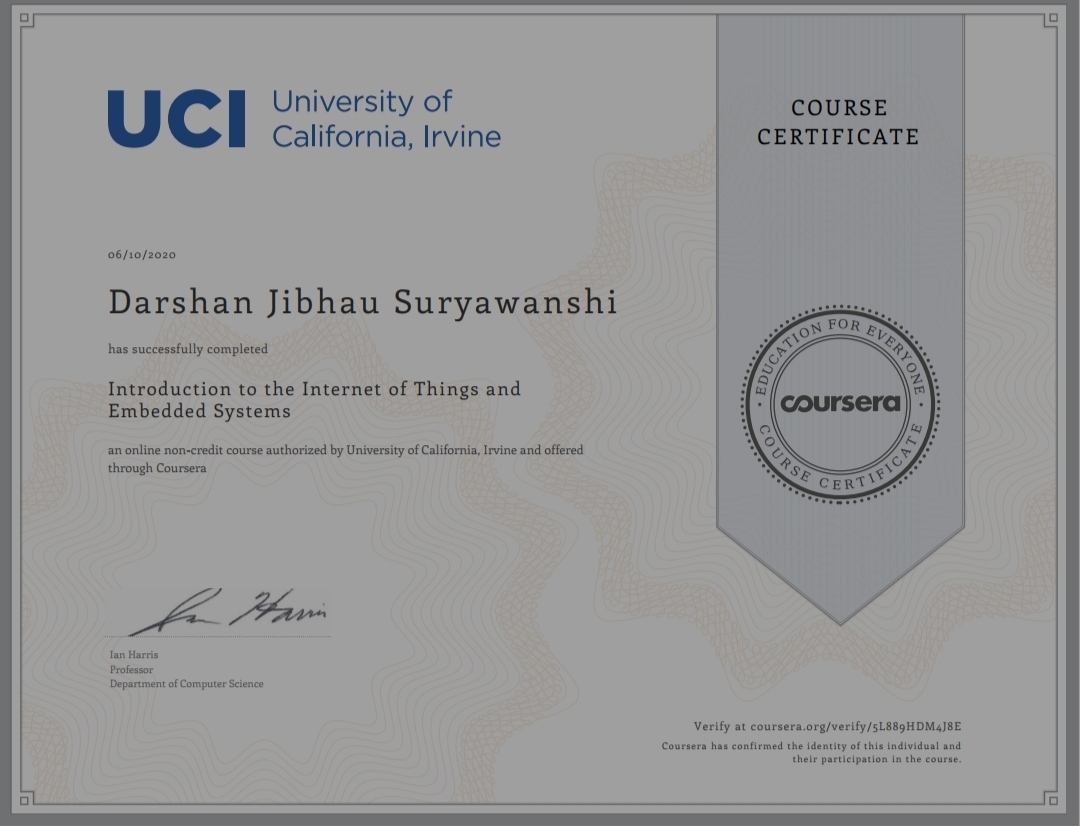 UCI University of
California, Irvine
COURSE
CERTIFICATE
06/10/2020
Darshan Jibhau Suryawanshi
has successfully completed
Introduction to the Internet of Things and
Embedded Systems
an online non-credit course authorized by University of California, Irvine and offered
through Coursera
EDUCATION FOR EVERYONE
coursera
COURSE CERTIFICATE
Ian Harris
Ian Harris
Professor
Department of Computer Science
Verify at coursera.org/verify/5L889HDM4J8E
Coursera has confirmed the identity of this individual and
their participation in the course.